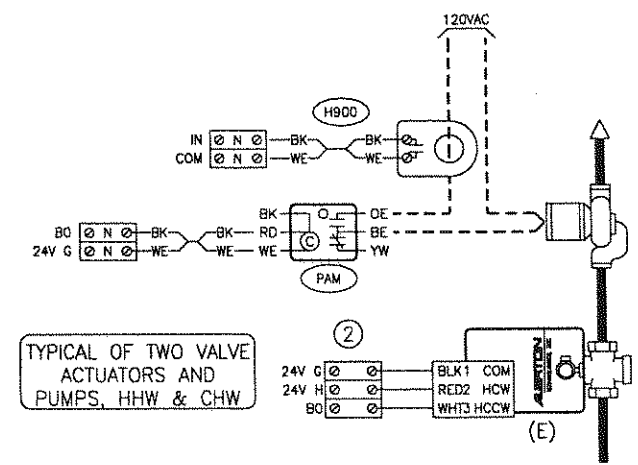 120VAC
H900
IN N BK BK
COM N WE WE
BK OE
BO N BK BK RD C BE
24V G N WE WE WE YW
PAM
2
TYPICAL OF TWO VALVE
ACTUATORS AND
PUMPS, HHW & CHW
24V G BLK1 COM
24V H RED2 HCW
BO WHT3 HCCW
ALERTON
(E)